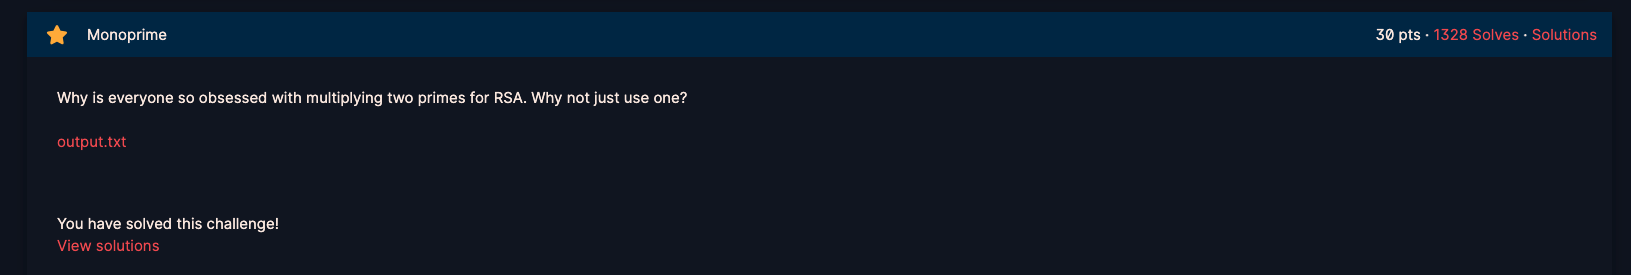 Monoprime 30 pts · 1328 Solves · Solutions
Why is everyone so obsessed with multiplying two primes for RSA. Why not just use one?
output.txt
You have solved this challenge!
View solutions